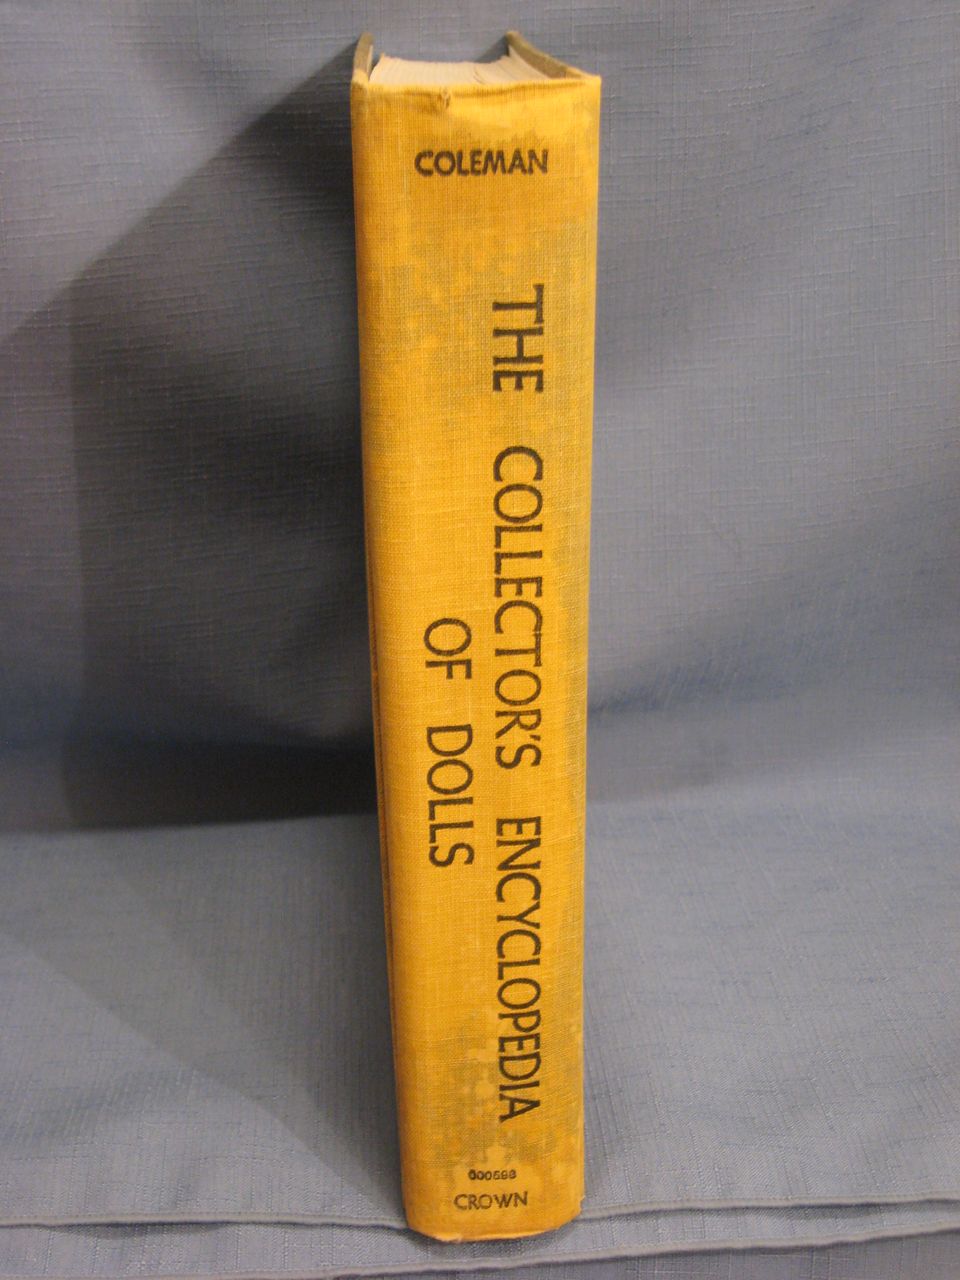 COLEMAN
THE COLLECTOR'S ENCYCLOPEDIA
OF DOLLS
CROWN